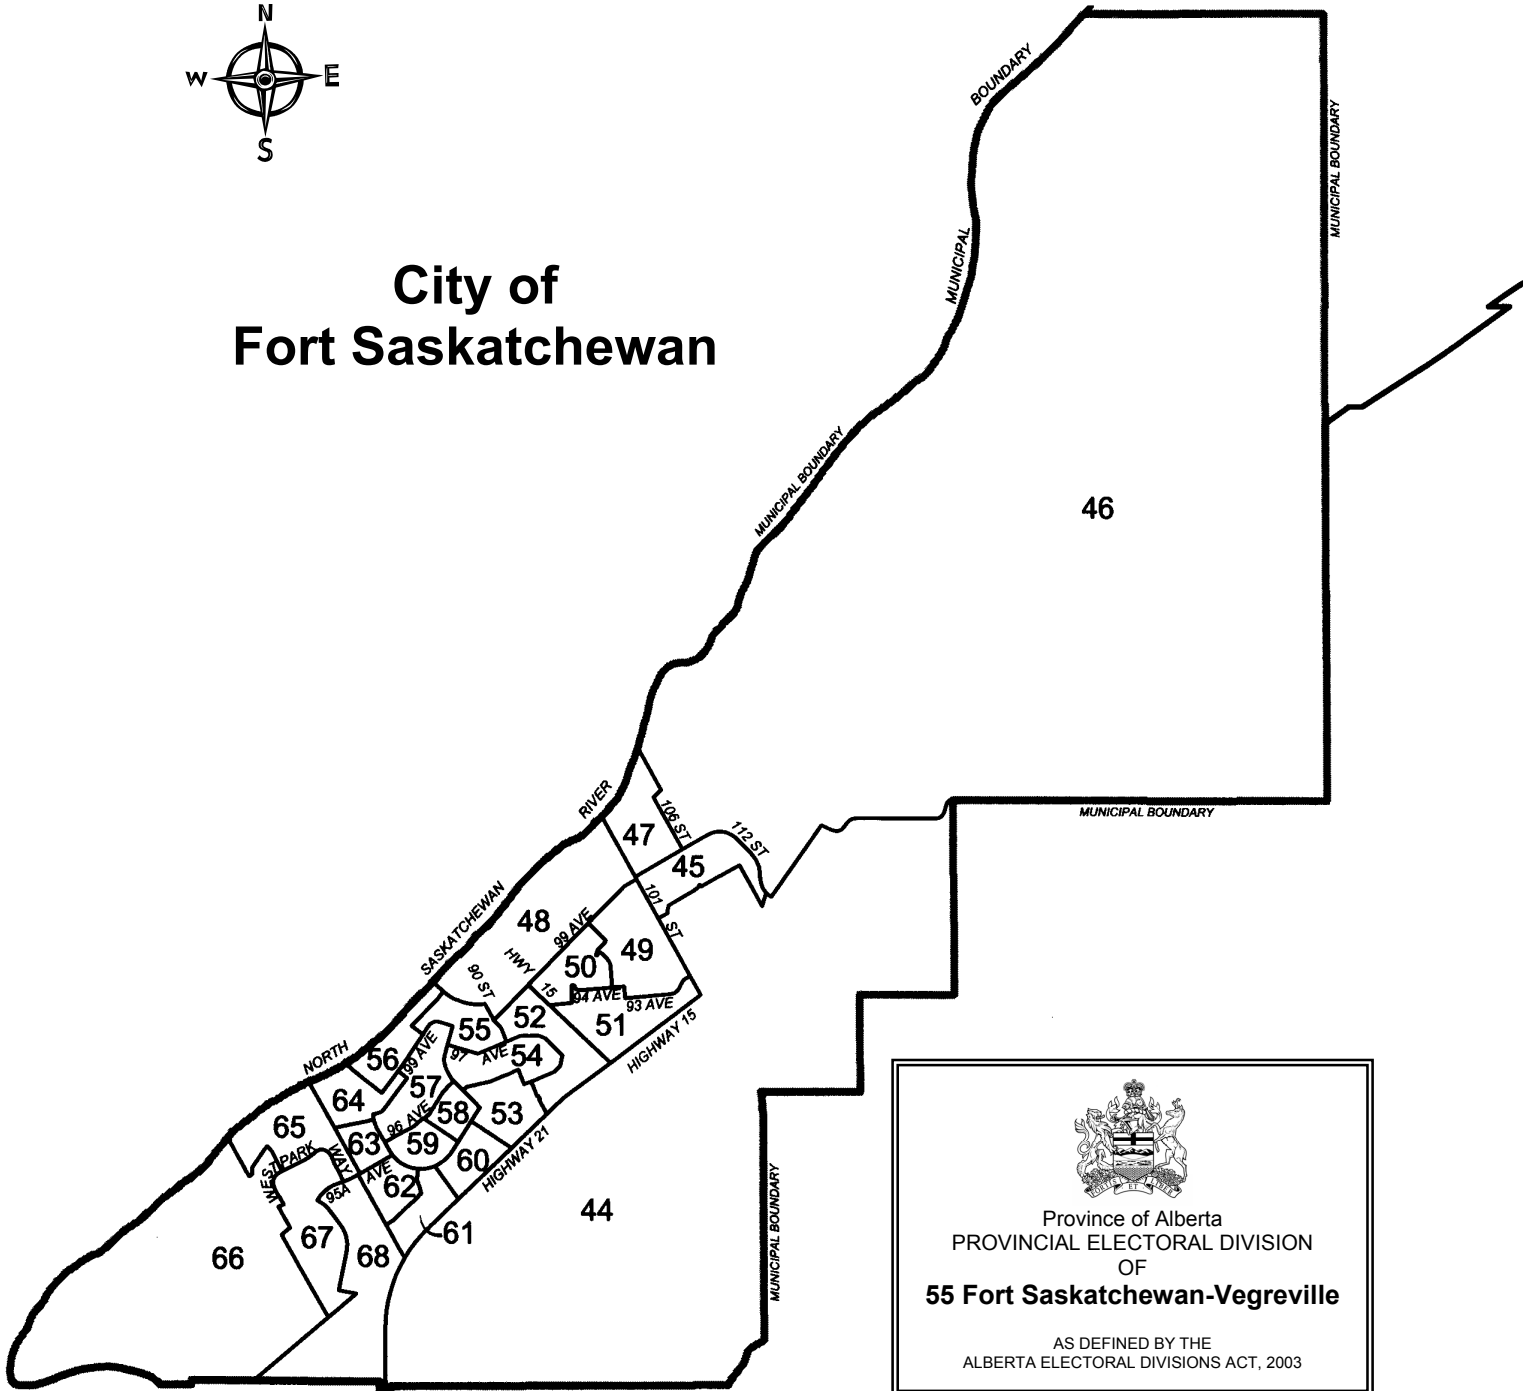 N
W E
S
City of
Fort Saskatchewan
BOUNDARY
MUNICIPAL
MUNICIPAL BOUNDARY
MUNICIPAL BOUNDARY
46
RIVER
SASKATCHEWAN
NORTH
MUNICIPAL BOUNDARY
47
106 ST
112 ST
45
101 ST
48
99 AVE
49
HWY 15
50
90 ST
94 AVE
93 AVE
52
51
55
HIGHWAY 15
97 AVE
54
56
99 AVE
57
64
58
53
96 AVE
65
63
59
60
WESTPARK WAY
HIGHWAY 21
95A AVE
62
61
44
67
68
66
MUNICIPAL BOUNDARY
Province of Alberta
PROVINCIAL ELECTORAL DIVISION
OF
55 Fort Saskatchewan-Vegreville
AS DEFINED BY THE
ALBERTA ELECTORAL DIVISIONS ACT, 2003